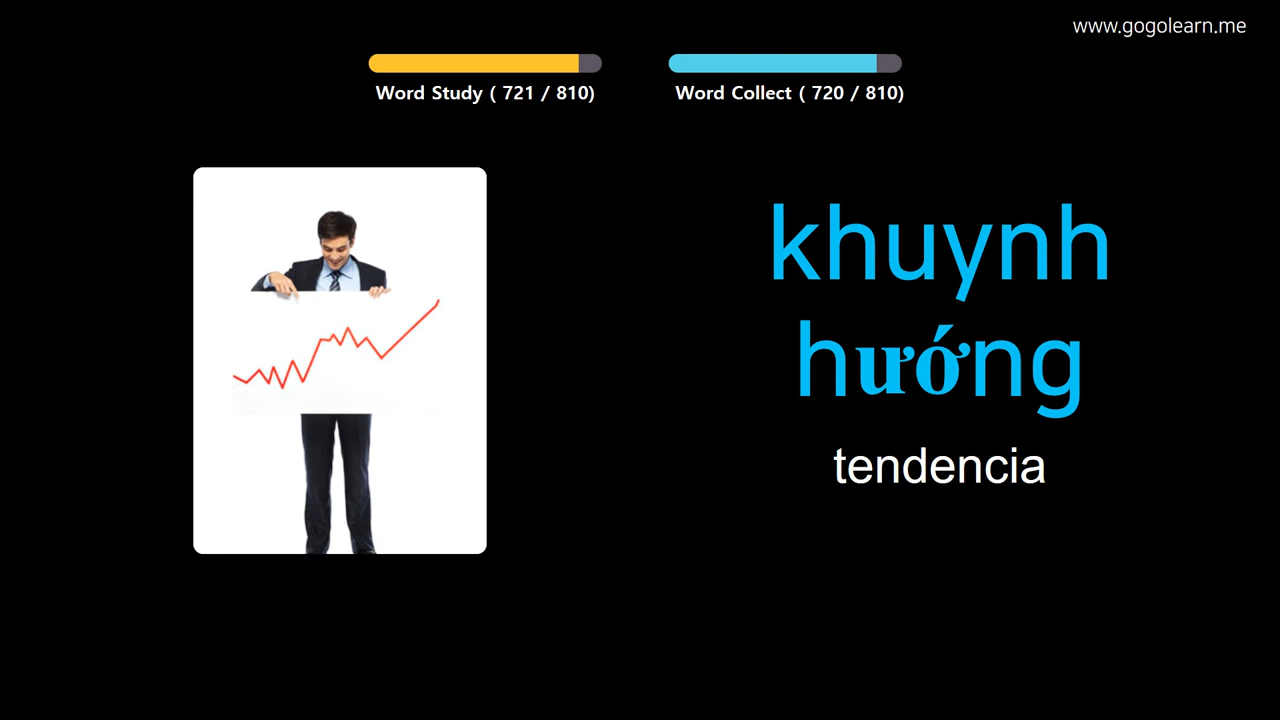 www.gogolearn.me
Word Study ( 721 / 810)
Word Collect ( 720 / 810)
khuynh
hướng
tendencia